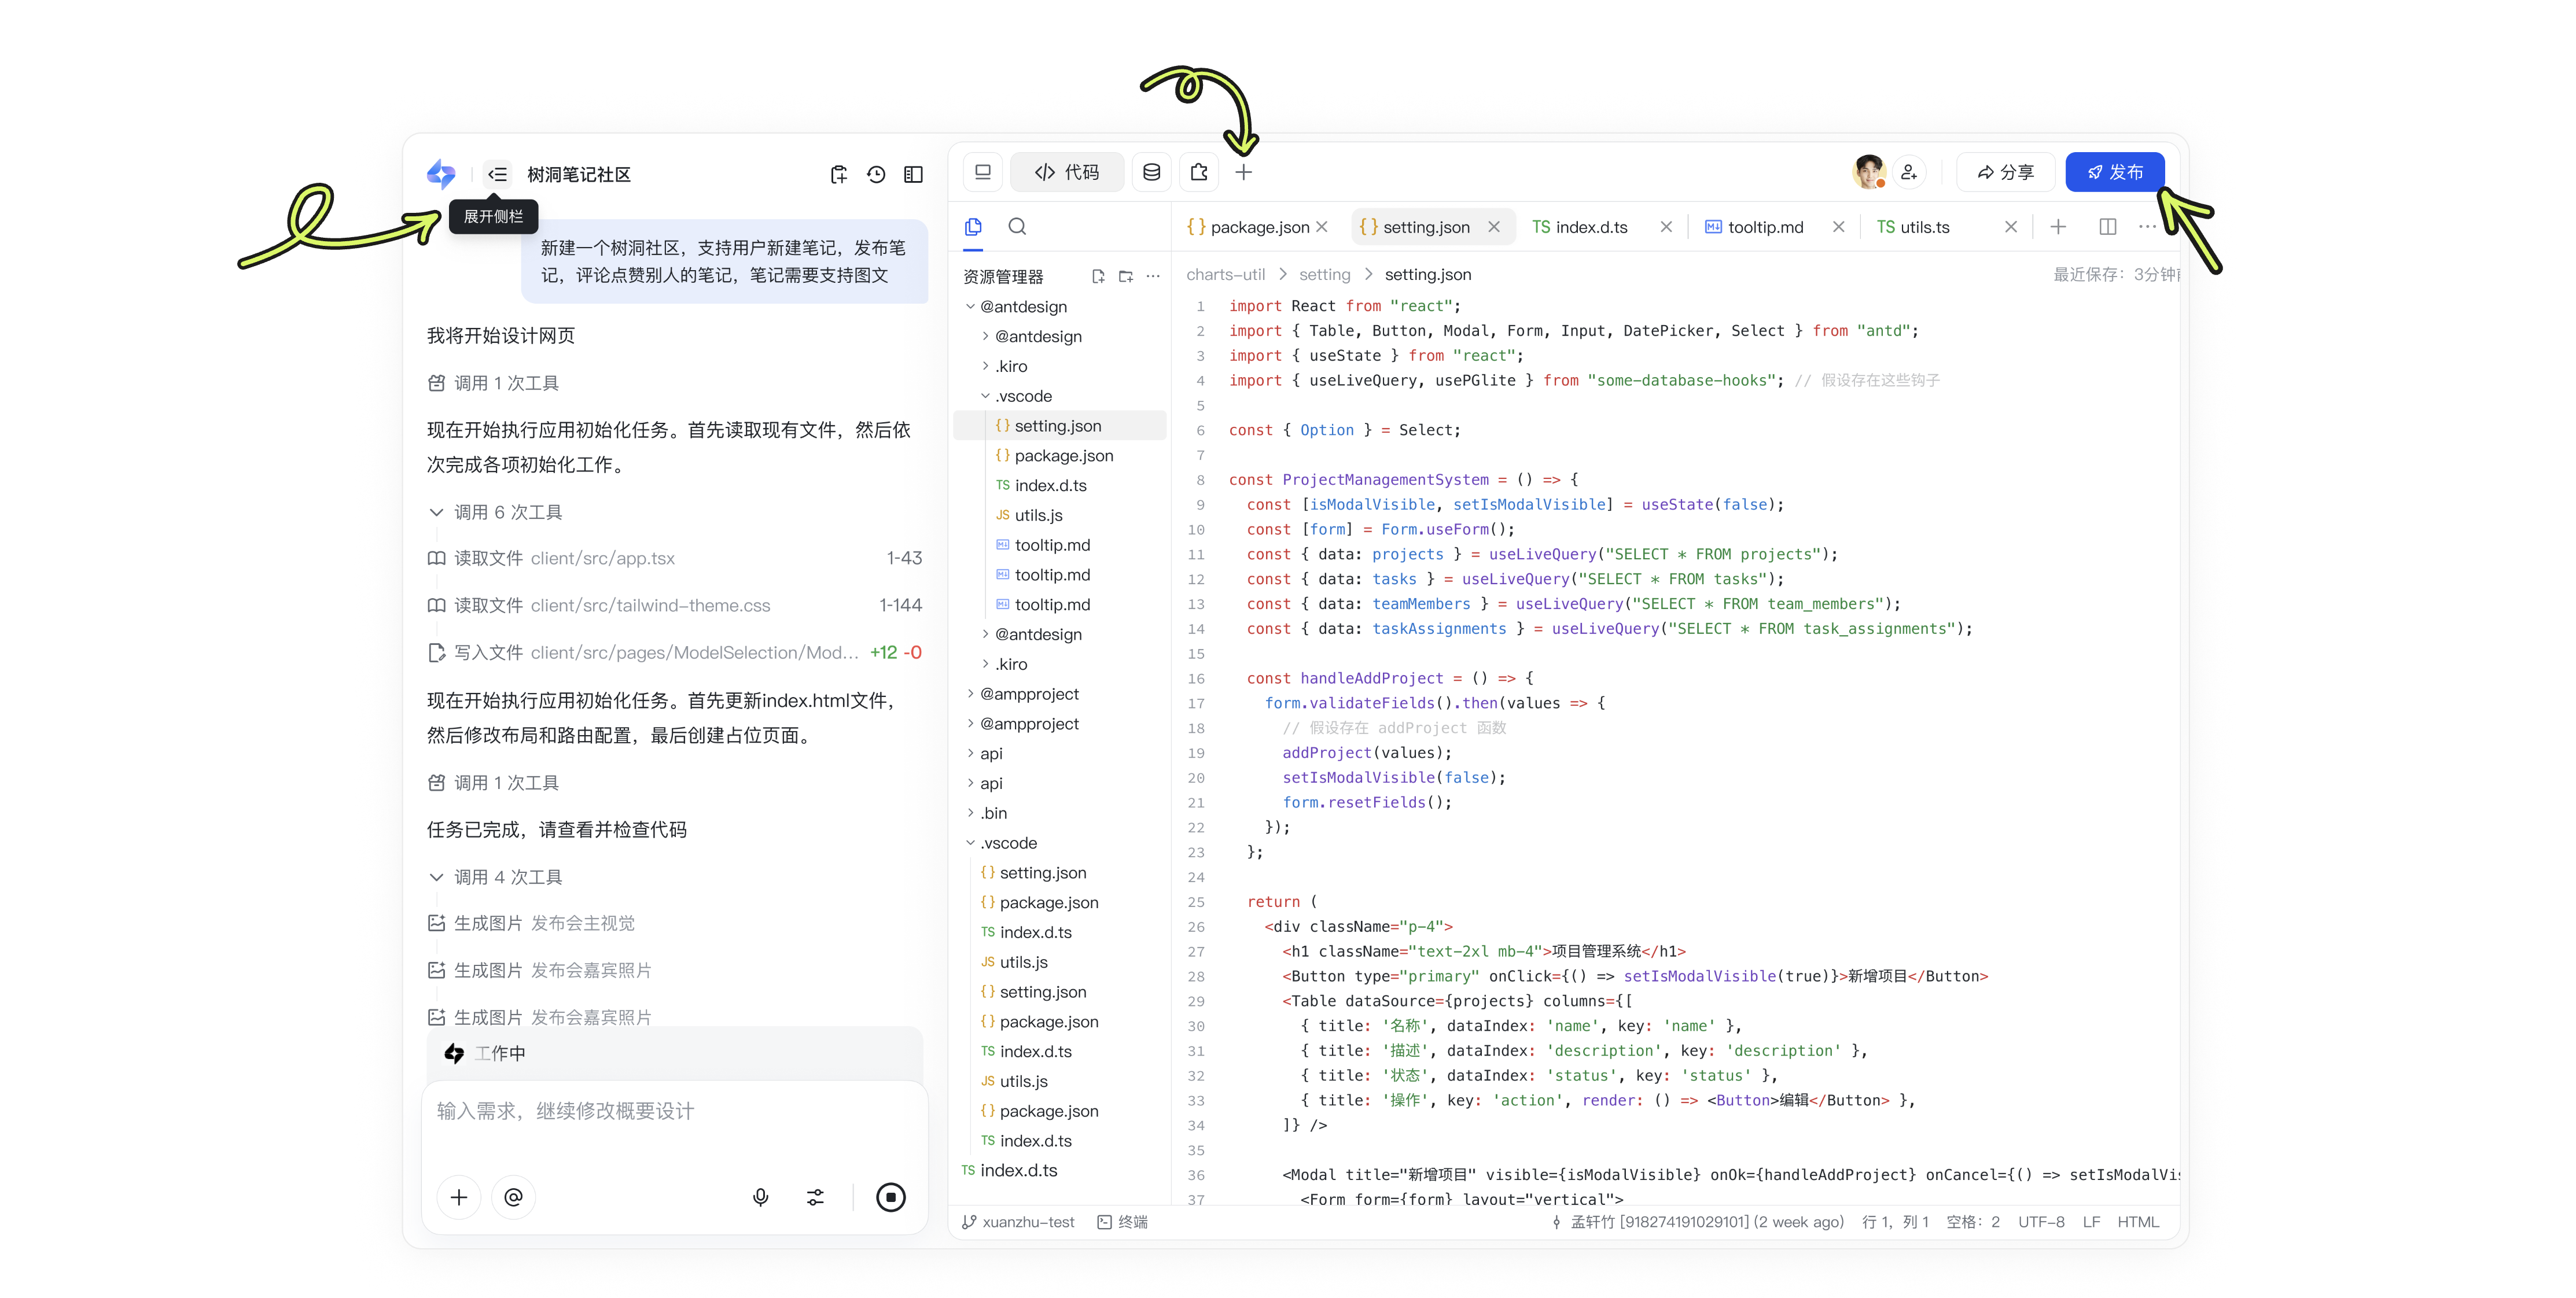 树洞笔记社区
展开侧栏
新建一个树洞社区，支持用户新建笔记，发布笔
记，评论点赞别人的笔记，笔记需要支持图文
我将开始设计网页
调用 1 次工具
现在开始执行应用初始化任务。首先读取现有文件，然后依
次完成各项初始化工作。
调用 6 次工具
读取文件 client/src/app.tsx 1-43
读取文件 client/src/tailwind-theme.css 1-144
写入文件 client/src/pages/ModelSelection/Mod... +12 -0
现在开始执行应用初始化任务。首先更新index.html文件，
然后修改布局和路由配置，最后创建占位页面。
调用 1 次工具
任务已完成，请查看并检查代码
调用 4 次工具
生成图片 发布会主视觉
生成图片 发布会嘉宾照片
生成图片 发布会嘉宾照片
工作中
输入需求，继续修改概要设计
代码
分享
发布
资源管理器
@antdesign
@antdesign
.kiro
.vscode
{} setting.json
{} package.json
TS index.d.ts
JS utils.js
M↓ tooltip.md
M↓ tooltip.md
M↓ tooltip.md
@antdesign
.kiro
@ampproject
@ampproject
api
api
.bin
.vscode
{} setting.json
{} package.json
TS index.d.ts
JS utils.js
{} setting.json
{} package.json
TS index.d.ts
JS utils.js
{} package.json
TS index.d.ts
TS index.d.ts
{} package.json
{} setting.json
TS index.d.ts
M↓ tooltip.md
TS utils.ts
charts-util > setting > setting.json
最近保存：3分钟
1 import React from "react";
2 import { Table, Button, Modal, Form, Input, DatePicker, Select } from "antd";
3 import { useState } from "react";
4 import { useLiveQuery, usePGlite } from "some-database-hooks"; // 假设存在这些钩子
5
6 const { Option } = Select;
7
8 const ProjectManagementSystem = () => {
9 const [isModalVisible, setIsModalVisible] = useState(false);
10 const [form] = Form.useForm();
11 const { data: projects } = useLiveQuery("SELECT * FROM projects");
12 const { data: tasks } = useLiveQuery("SELECT * FROM tasks");
13 const { data: teamMembers } = useLiveQuery("SELECT * FROM team_members");
14 const { data: taskAssignments } = useLiveQuery("SELECT * FROM task_assignments");
15
16 const handleAddProject = () => {
17 form.validateFields().then(values => {
18 // 假设存在 addProject 函数
19 addProject(values);
20 setIsModalVisible(false);
21 form.resetFields();
22 });
23 };
24
25 return (
26 <div className="p-4">
27 <h1 className="text-2xl mb-4">项目管理系统</h1>
28 <Button type="primary" onClick={() => setIsModalVisible(true)}>新增项目</Button>
29 <Table dataSource={projects} columns={[
30 { title: '名称', dataIndex: 'name', key: 'name' },
31 { title: '描述', dataIndex: 'description', key: 'description' },
32 { title: '状态', dataIndex: 'status', key: 'status' },
33 { title: '操作', key: 'action', render: () => <Button>编辑</Button> },
34 ]} />
35
36 <Modal title="新增项目" visible={isModalVisible} onOk={handleAddProject} onCancel={() => setIsModalVi
37 <Form form={form} layout="vertical">
xuanzhu-test
终端
孟轩竹 [918274191029101] (2 week ago)
行 1，列 1
空格：2
UTF-8
LF
HTML